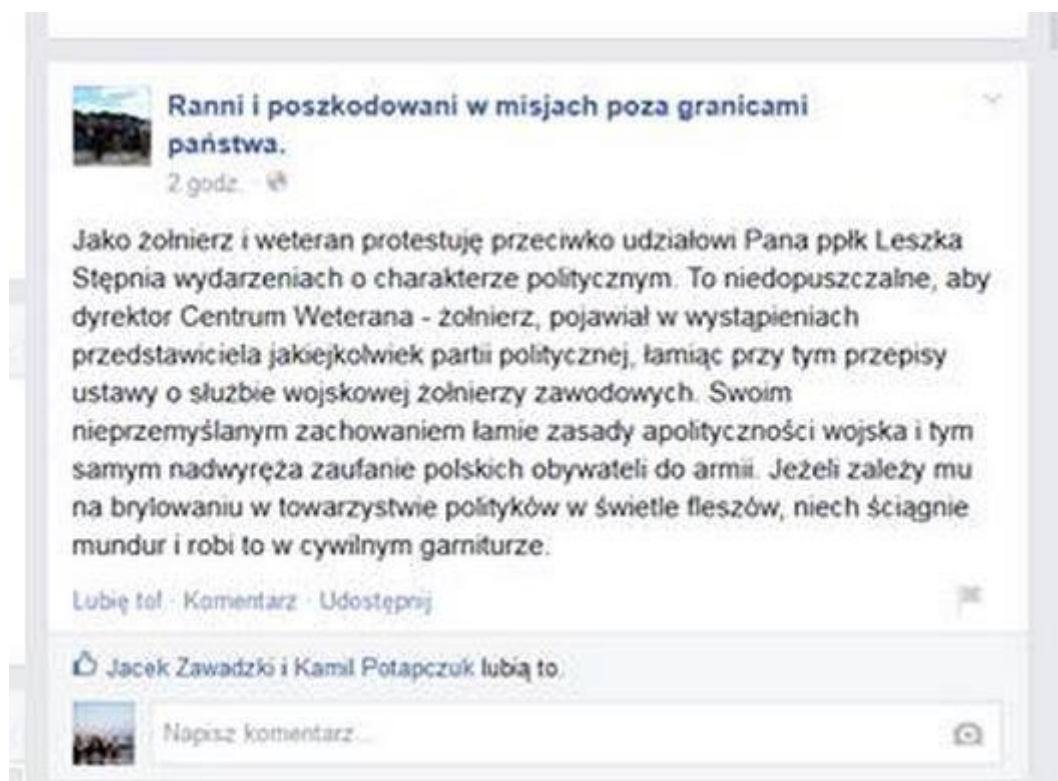 Ranni i poszkodowani w misjach poza granicami
państwa.
2 godz.
Jako żołnierz i weteran protestuję przeciwko udziałowi Pana ppłk Leszka
Stępnia wydarzeniach o charakterze politycznym. To niedopuszczalne, aby
dyrektor Centrum Weterana - żołnierz, pojawiał w wystąpieniach
przedstawiciela jakiejkolwiek partii politycznej, łamiąc przy tym przepisy
ustawy o służbie wojskowej żołnierzy zawodowych. Swoim
nieprzemyślanym zachowaniem łamie zasady apolityczności wojska i tym
samym nadwyręża zaufanie polskich obywateli do armii. Jeżeli zależy mu
na brylowaniu w towarzystwie polityków w świetle fleszów, niech ściągnie
mundur i robi to w cywilnym garniturze.
Lubię to! · Komentarz · Udostępnij
Jacek Zawadzki i Kamil Potapczuk lubią to.
Napisz komentarz...